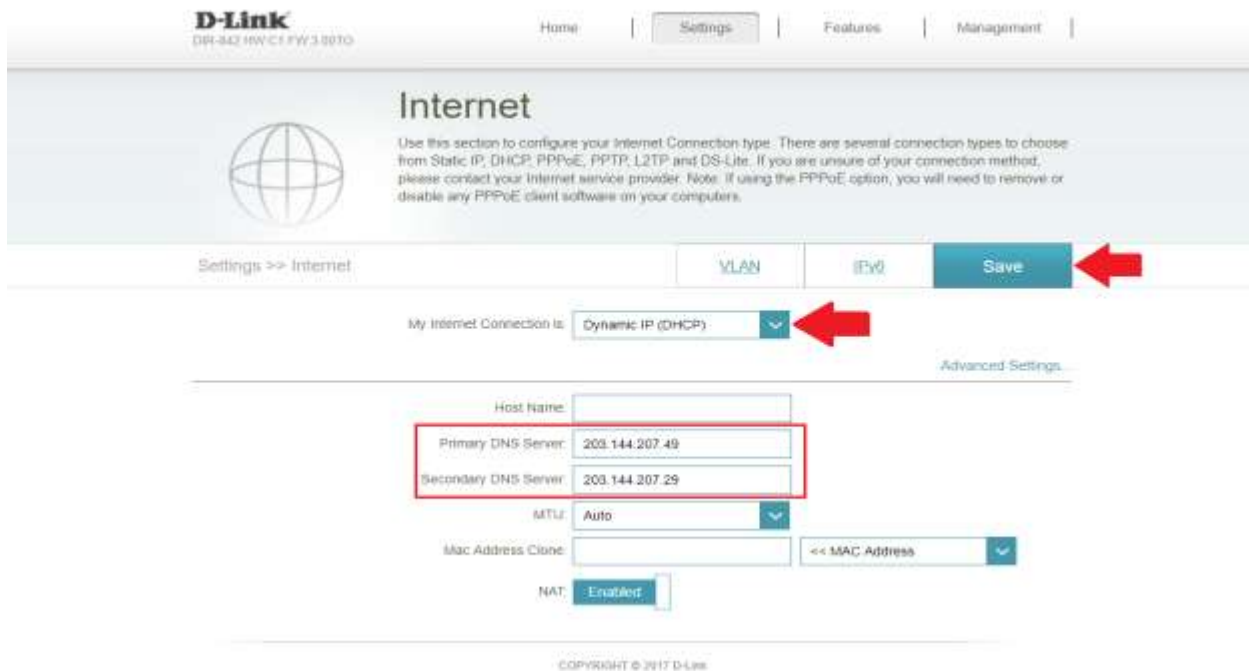 D-Link
DIR-842 HW:C1 FW:3.00TO
Home
Settings
Features
Management
Internet
Use this section to configure your Internet Connection type. There are several connection types to choose
from Static IP, DHCP, PPPoE, PPTP, L2TP and DS-Lite. If you are unsure of your connection method,
please contact your Internet service provider. Note: If using the PPPoE option, you will need to remove or
disable any PPPoE client software on your computers.
Settings >> Internet
VLAN
IPv6
Save
My Internet Connection is:
Dynamic IP (DHCP)
Advanced Settings...
Host Name:
Primary DNS Server:
203.144.207.49
Secondary DNS Server:
203.144.207.29
MTU:
Auto
Mac Address Clone:
<< MAC Address
NAT:
Enabled
COPYRIGHT © 2017 D-Link